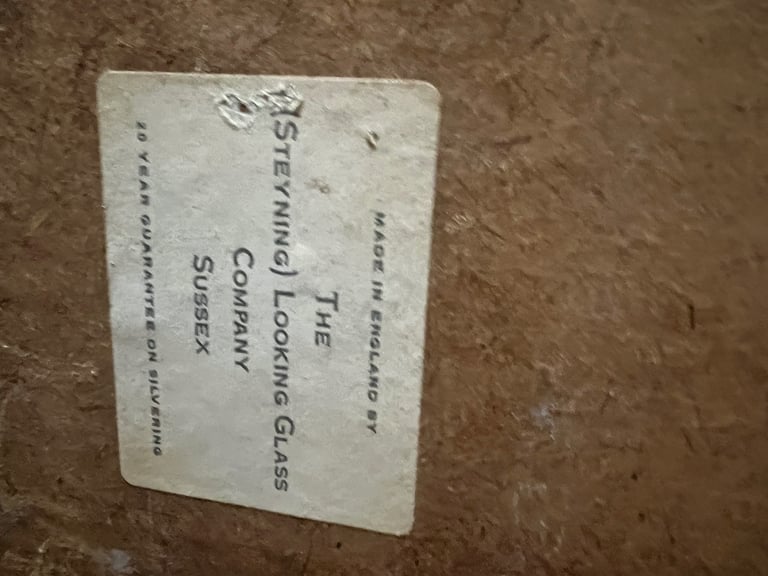 MADE IN ENGLAND BY
THE
(STEYNING) LOOKING GLASS
COMPANY
SUSSEX
20 YEAR GUARANTEE ON SILVERING